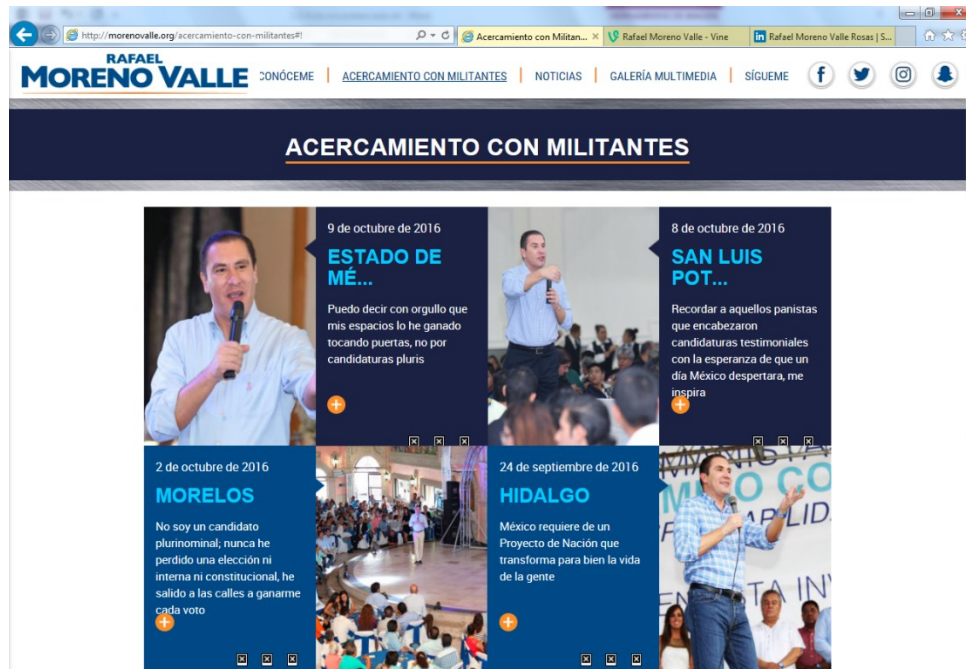 http://morenovalle.org/acercamiento-con-militantes#!
Acercamiento con Militan...
Rafael Moreno Valle - Vine
Rafael Moreno Valle Rosas | S...
RAFAEL
MORENO VALLE
CONÓCEME
ACERCAMIENTO CON MILITANTES
NOTICIAS
GALERÍA MULTIMEDIA
SÍGUEME
ACERCAMIENTO CON MILITANTES
9 de octubre de 2016
ESTADO DE
MÉ...
Puedo decir con orgullo que
mis espacios lo he ganado
tocando puertas, no por
candidaturas pluris
8 de octubre de 2016
SAN LUIS
POT...
Recordar a aquellos panistas
que encabezaron
candidaturas testimoniales
con la esperanza de que un
día México despertara, me
inspira
2 de octubre de 2016
MORELOS
No soy un candidato
plurinominal; nunca he
perdido una elección ni
interna ni constitucional, he
salido a las calles a ganarme
cada voto
24 de septiembre de 2016
HIDALGO
México requiere de un
Proyecto de Nación que
transforma para bien la vida
de la gente